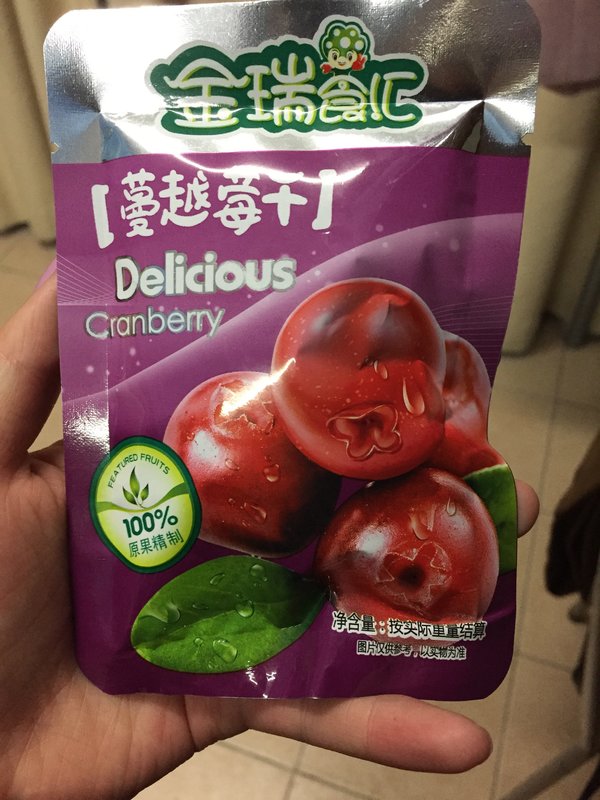 金瑞食汇
【蔓越莓干】
Delicious
Cranberry
FEATURED FRUITS
100%
原果精制
净含量:按实际重量结算
图片仅供参考,以实物为准